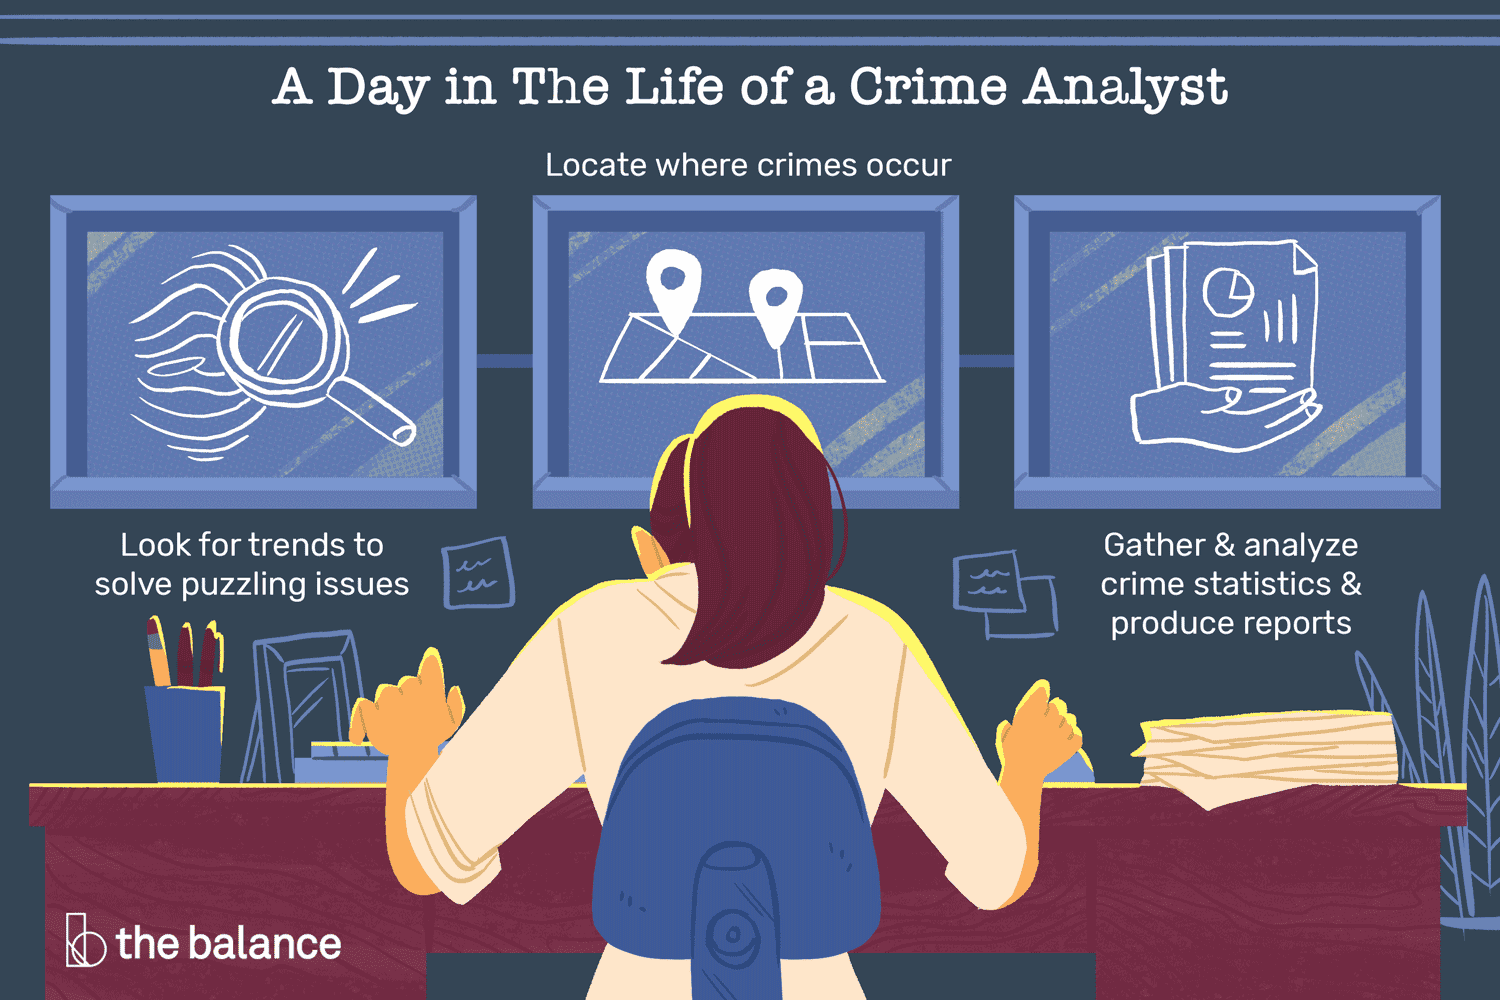 A Day in The Life of a Crime Analyst
Locate where crimes occur
Look for trends to
solve puzzling issues
Gather & analyze
crime statistics &
produce reports
the balance